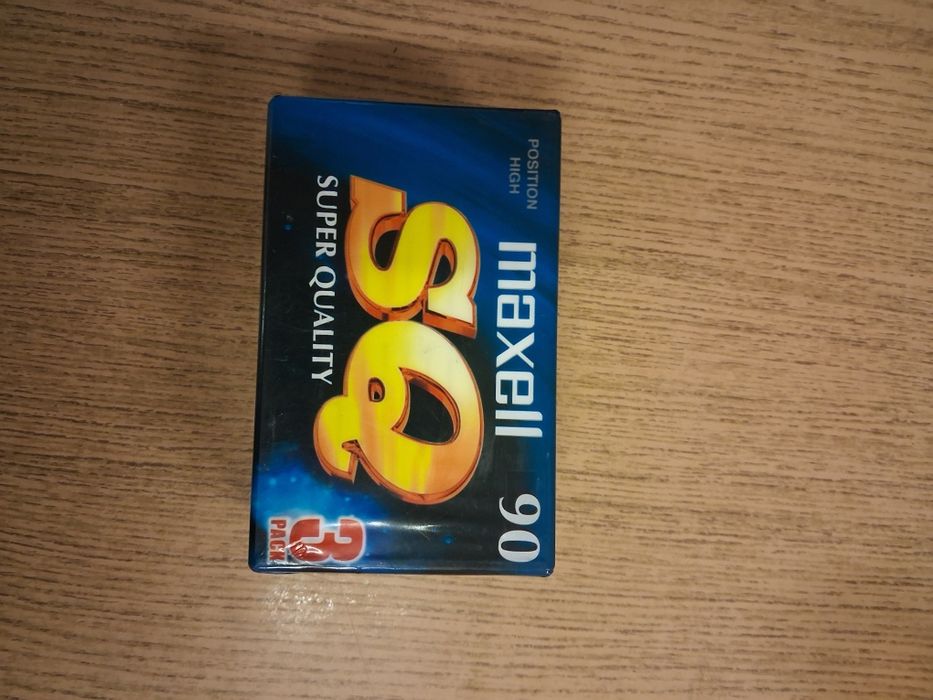 POSITION
HIGH
maxell 90
SQ
SUPER QUALITY
3
PACK